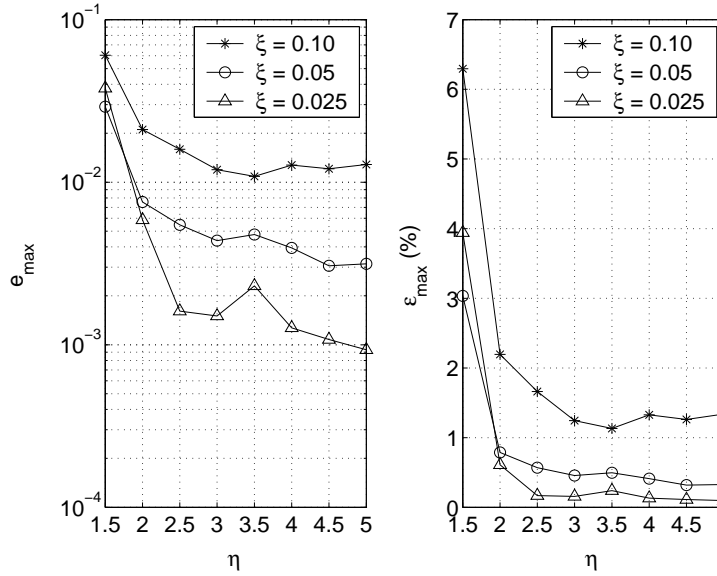 10⁻¹
10⁻²
10⁻³
10⁻⁴
e_max
ξ = 0.10
ξ = 0.05
ξ = 0.025
1.5 2 2.5 3 3.5 4 4.5 5
η
7
6
5
4
3
2
1
0
ε_max (%)
ξ = 0.10
ξ = 0.05
ξ = 0.025
1.5 2 2.5 3 3.5 4 4.5
η